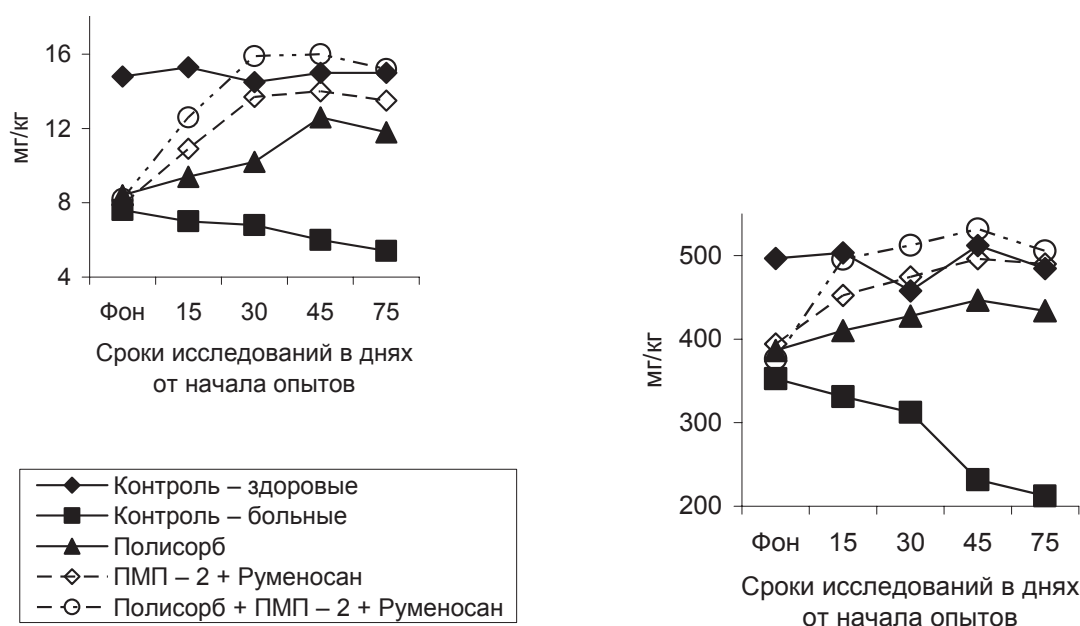 мг/кг
16
12
8
4
Фон 15 30 45 75
Сроки исследований в днях
от начала опытов
Контроль – здоровые
Контроль – больные
Полисорб
ПМП – 2 + Руменосан
Полисорб + ПМП – 2 + Руменосан
мг/кг
500
400
300
200
Фон 15 30 45 75
Сроки исследований в днях
от начала опытов